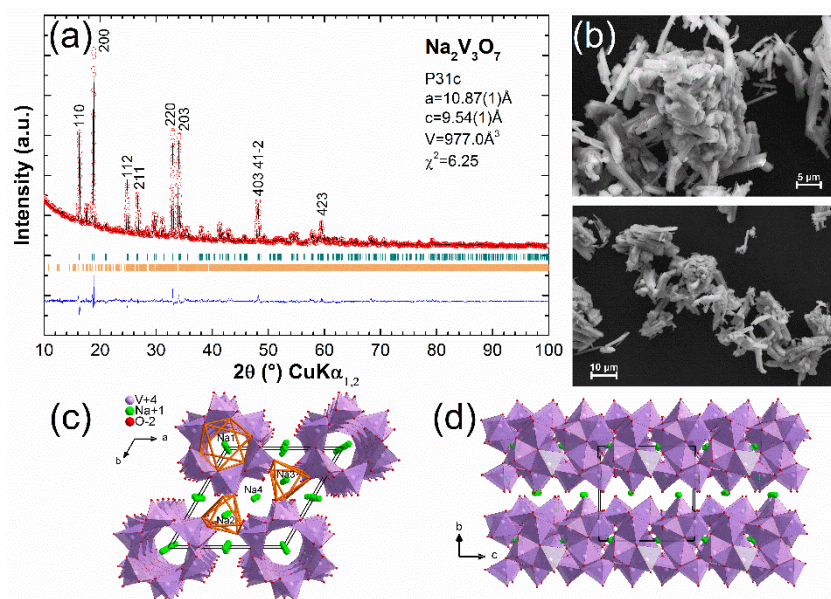 (a)
200
110
112
211
220
203
403 41-2
423
Na₂V₃O₇
P31c
a=10.87(1)Å
c=9.54(1)Å
V=977.0Å³
χ²=6.25
Intensity (a.u.)
10 20 30 40 50 60 70 80 90 100
2θ (°) CuKα₁,₂
(b)
5 µm
10 µm
(c)
V+4
Na+1
O-2
a
b
Na1
Na3
Na4
Na2
(d)
b
c